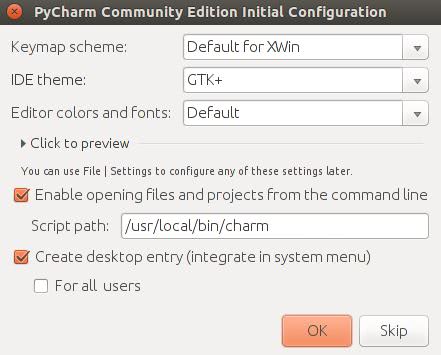 PyCharm Community Edition Initial Configuration
Keymap scheme: Default for XWin
IDE theme: GTK+
Editor colors and fonts: Default
Click to preview
You can use File | Settings to configure any of these settings later.
Enable opening files and projects from the command line
Script path: /usr/local/bin/charm
Create desktop entry (integrate in system menu)
For all users
OK Skip